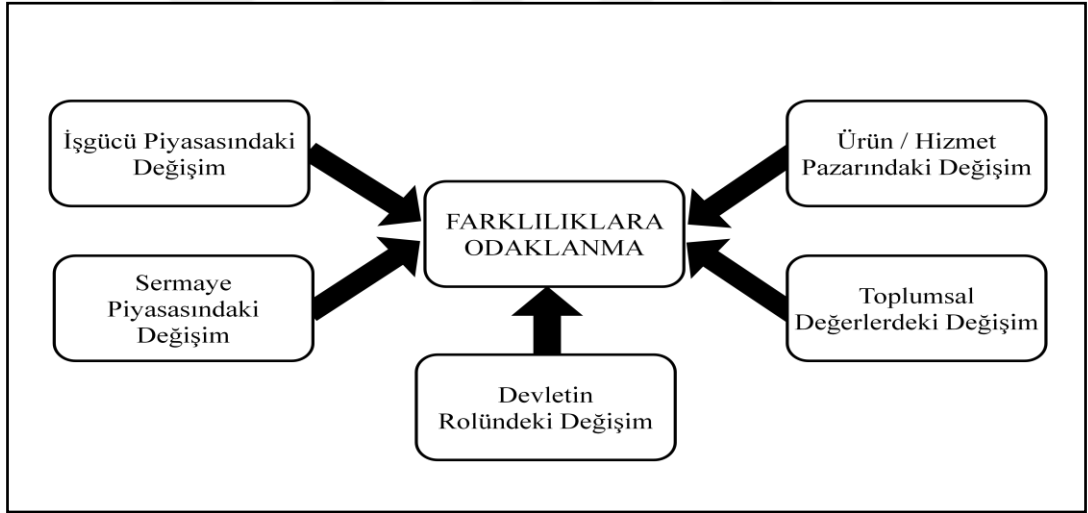 İşgücü Piyasasındaki
Değişim
Ürün / Hizmet
Pazarındaki Değişim
FARKLILIKLARA
ODAKLANMA
Sermaye
Piyasasındaki
Değişim
Toplumsal
Değerlerdeki Değişim
Devletin
Rolündeki Değişim